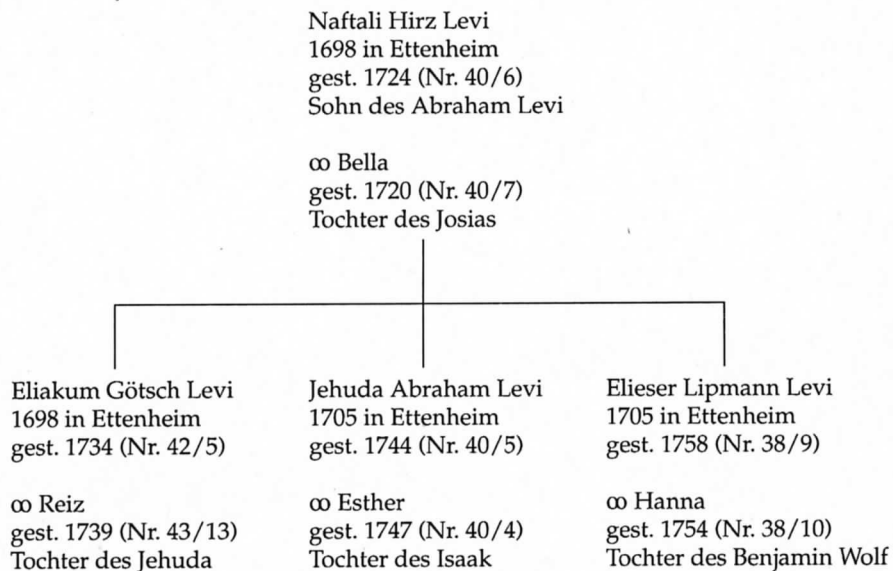 Naftali Hirz Levi
1698 in Ettenheim
gest. 1724 (Nr. 40/6)
Sohn des Abraham Levi
∞ Bella
gest. 1720 (Nr. 40/7)
Tochter des Josias
Eliakum Götsch Levi
1698 in Ettenheim
gest. 1734 (Nr. 42/5)
∞ Reiz
gest. 1739 (Nr. 43/13)
Tochter des Jehuda
Jehuda Abraham Levi
1705 in Ettenheim
gest. 1744 (Nr. 40/5)
∞ Esther
gest. 1747 (Nr. 40/4)
Tochter des Isaak
Elieser Lipmann Levi
1705 in Ettenheim
gest. 1758 (Nr. 38/9)
∞ Hanna
gest. 1754 (Nr. 38/10)
Tochter des Benjamin Wolf